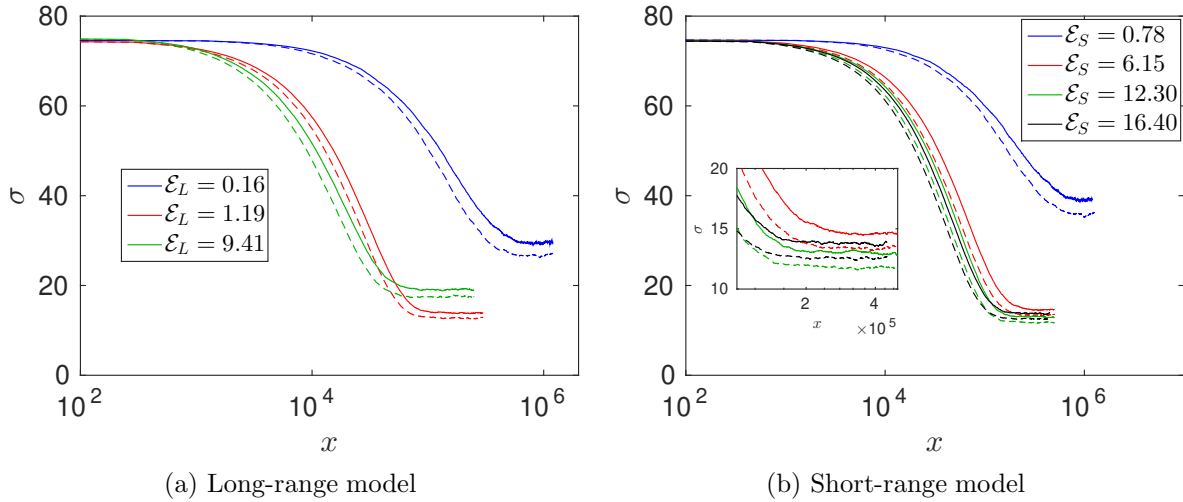 80
60
40
20
0
σ
10^2
10^4
10^6
x
ℰ_L = 0.16
ℰ_L = 1.19
ℰ_L = 9.41
(a) Long-range model
80
60
40
20
0
σ
10^2
10^4
10^6
x
ℰ_S = 0.78
ℰ_S = 6.15
ℰ_S = 12.30
ℰ_S = 16.40
20
15
10
σ
2
4
x
×10^5
(b) Short-range model